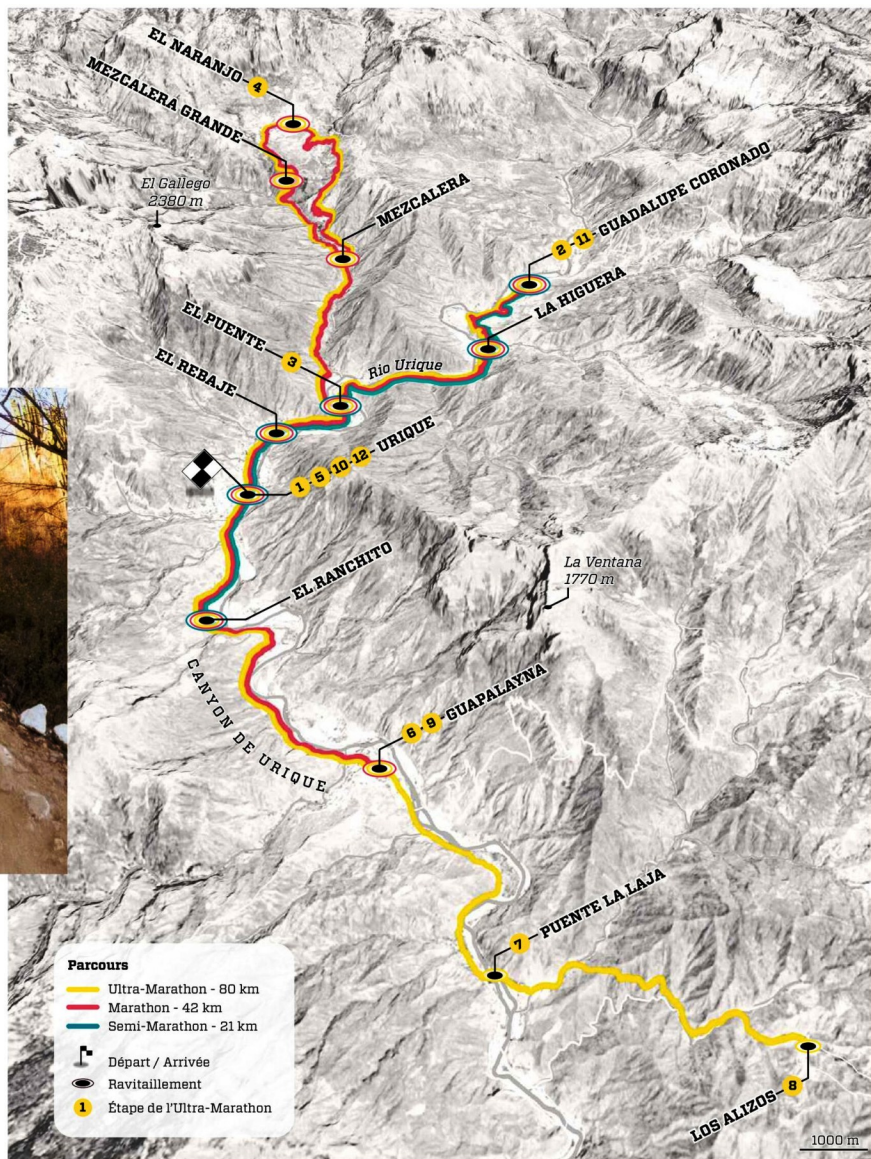 EL NARANJO 4
MEZCALERA GRANDE
El Gallego
2380 m
MEZCALERA
2 - 11 - GUADALUPE CORONADO
LA HIGUERA
EL PUENTE
3
Rio Urique
EL REBAJE
1 - 5 - 10 - 12 - URIQUE
La Ventana
1770 m
EL RANCHITO
CANYON DE URIQUE
6 - 9 - GUAPALAYNA
7 - PUENTE LA LAJA
LOS ALIZOS - 8
Parcours
Ultra-Marathon - 80 km
Marathon - 42 km
Semi-Marathon - 21 km
Départ / Arrivée
Ravitaillement
1 Étape de l'Ultra-Marathon
1000 m